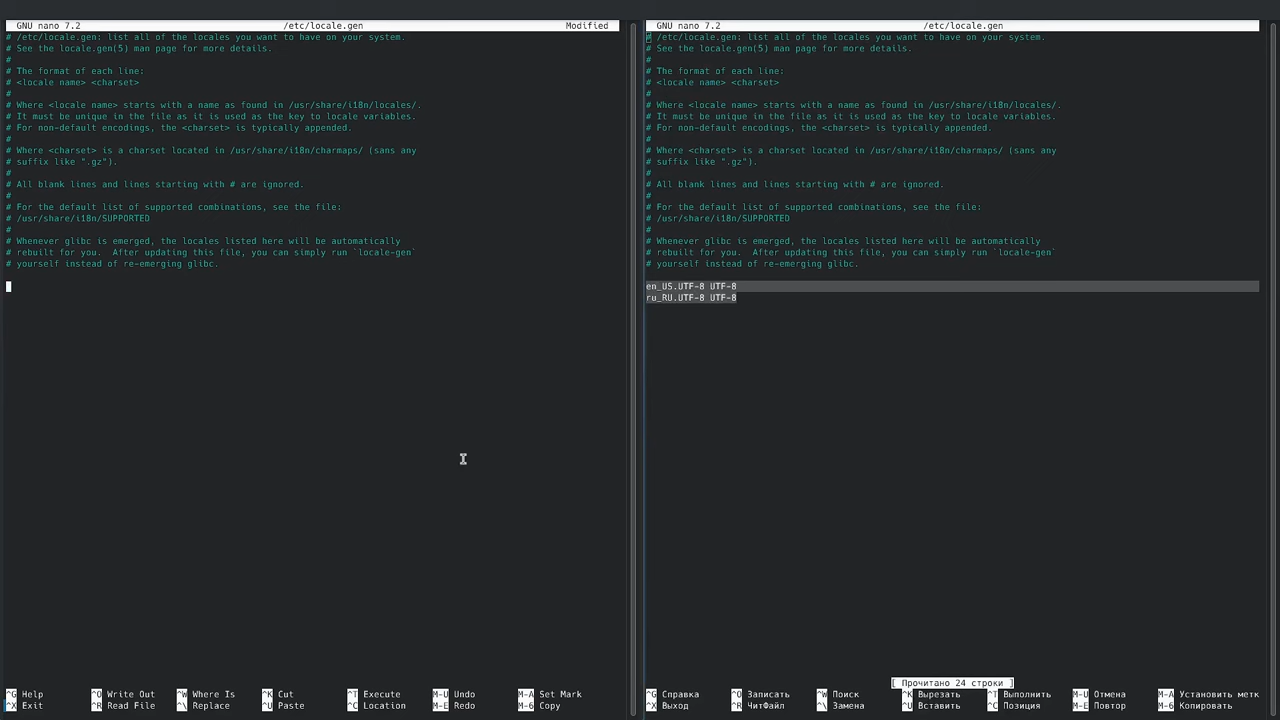 GNU nano 7.2 /etc/locale.gen Modified
# /etc/locale.gen: list all of the locales you want to have on your system.
# See the locale.gen(5) man page for more details.
#
# The format of each line:
# <locale name> <charset>
#
# Where <locale name> starts with a name as found in /usr/share/i18n/locales/.
# It must be unique in the file as it is used as the key to locale variables.
# For non-default encodings, the <charset> is typically appended.
#
# Where <charset> is a charset located in /usr/share/i18n/charmaps/ (sans any
# suffix like ".gz").
#
# All blank lines and lines starting with # are ignored.
#
# For the default list of supported combinations, see the file:
# /usr/share/i18n/SUPPORTED
#
# Whenever glibc is emerged, the locales listed here will be automatically
# rebuilt for you.  After updating this file, you can simply run `locale-gen`
# yourself instead of re-emerging glibc.
^G Help ^O Write Out ^W Where Is ^K Cut ^T Execute M-U Undo M-A Set Mark
^X Exit ^R Read File ^\ Replace ^U Paste ^C Location M-E Redo M-6 Copy
GNU nano 7.2 /etc/locale.gen
# /etc/locale.gen: list all of the locales you want to have on your system.
# See the locale.gen(5) man page for more details.
#
# The format of each line:
# <locale name> <charset>
#
# Where <locale name> starts with a name as found in /usr/share/i18n/locales/.
# It must be unique in the file as it is used as the key to locale variables.
# For non-default encodings, the <charset> is typically appended.
#
# Where <charset> is a charset located in /usr/share/i18n/charmaps/ (sans any
# suffix like ".gz").
#
# All blank lines and lines starting with # are ignored.
#
# For the default list of supported combinations, see the file:
# /usr/share/i18n/SUPPORTED
#
# Whenever glibc is emerged, the locales listed here will be automatically
# rebuilt for you.  After updating this file, you can simply run `locale-gen`
# yourself instead of re-emerging glibc.
en_US.UTF-8 UTF-8
ru_RU.UTF-8 UTF-8
[ Прочитано 24 строки ]
^G Справка ^O Записать ^W Поиск ^K Вырезать ^T Выполнить M-U Отмена M-A Установить метк
^X Выход ^R ЧитФайл ^\ Замена ^U Вставить ^C Позиция M-E Повтор M-6 Копировать